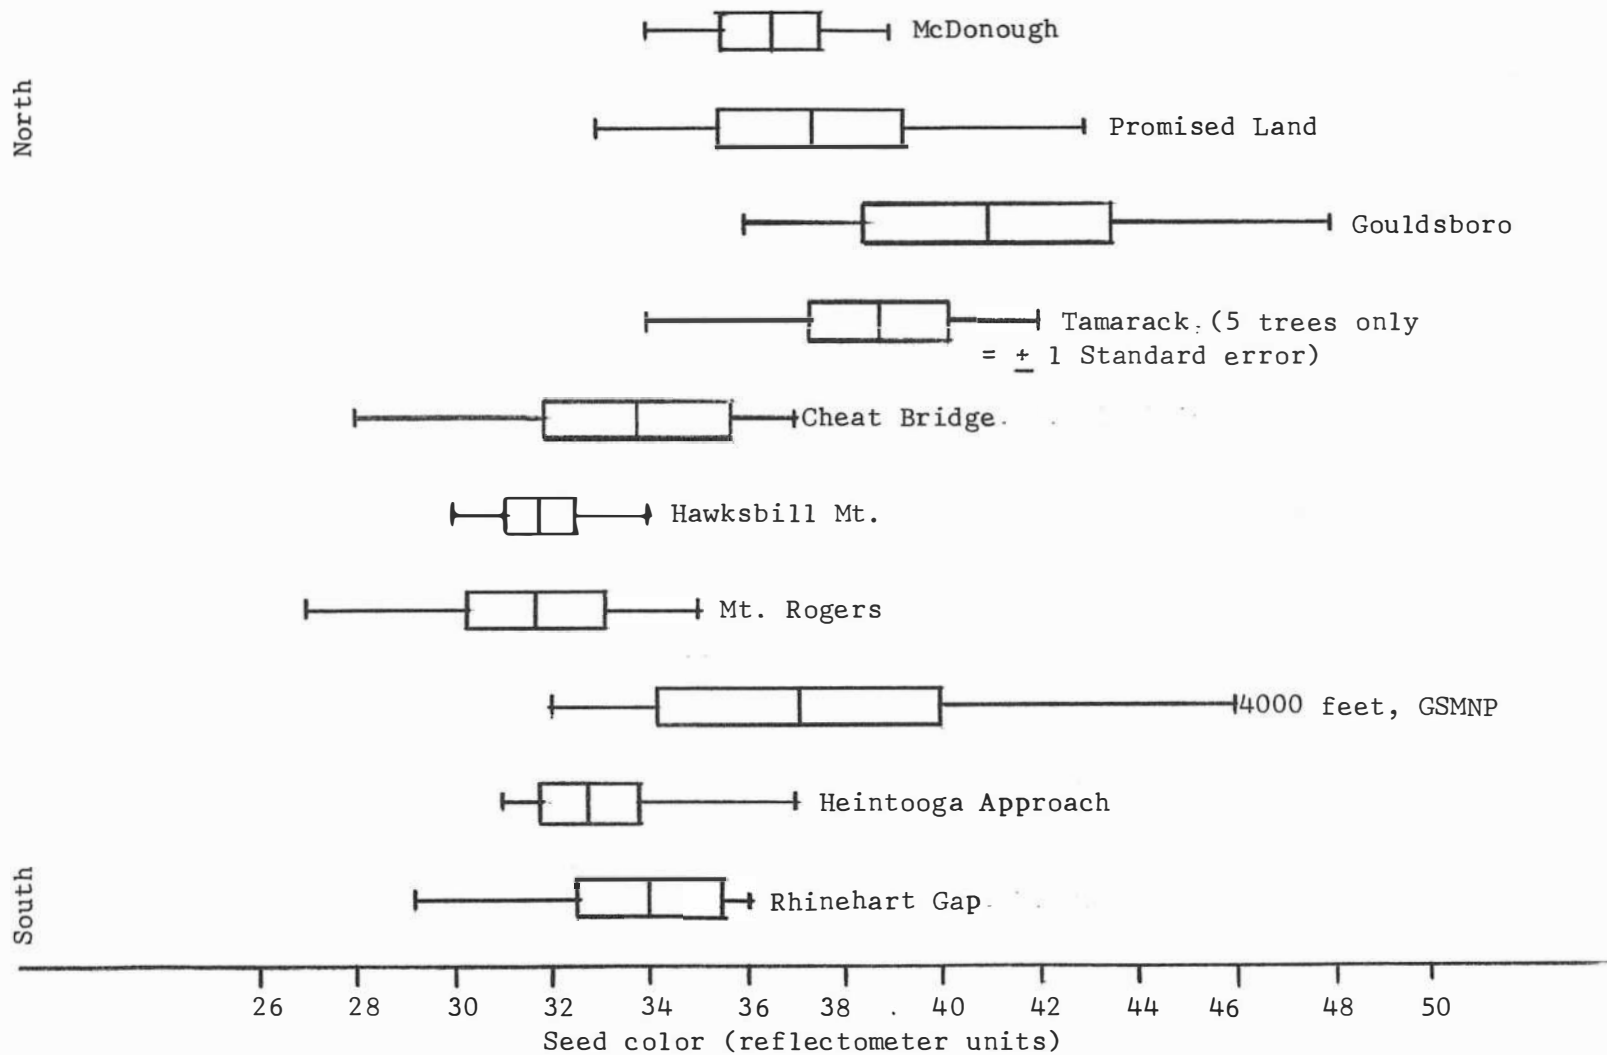 North
McDonough
Promised Land
Gouldsboro
Tamarack (5 trees only
= ± 1 Standard error)
Cheat Bridge
Hawksbill Mt.
Mt. Rogers
4000 feet, GSMNP
Heintooga Approach
Rhinehart Gap
South
26 28 30 32 34 36 38 40 42 44 46 48 50
Seed color (reflectometer units)